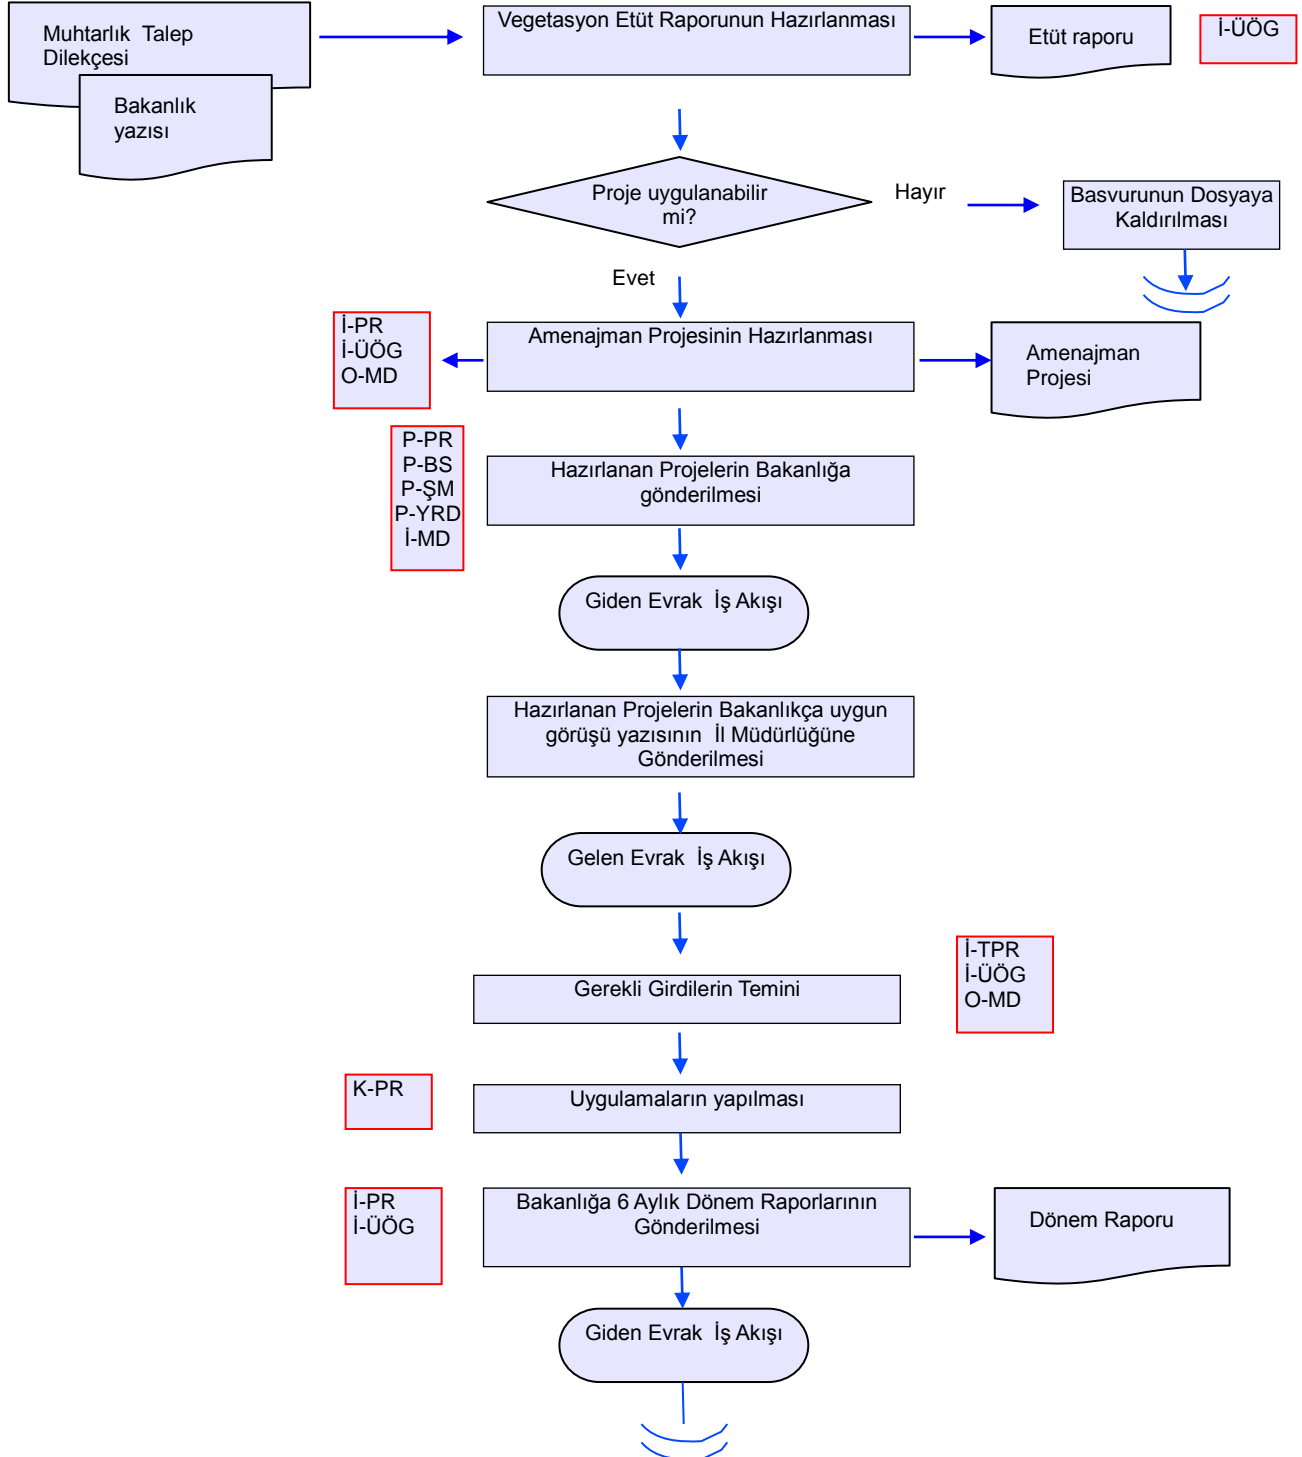 Muhtarlık Talep
Dilekçesi
Bakanlık
yazısı
Vegetasyon Etüt Raporunun Hazırlanması
Etüt raporu
İ-ÜÖG
Proje uygulanabilir
mi?
Hayır
Basvurunun Dosyaya
Kaldırılması
Evet
İ-PR
İ-ÜÖG
O-MD
Amenajman Projesinin Hazırlanması
Amenajman
Projesi
P-PR
P-BS
P-ŞM
P-YRD
İ-MD
Hazırlanan Projelerin Bakanlığa
gönderilmesi
Giden Evrak İş Akışı
Hazırlanan Projelerin Bakanlıkça uygun
görüşü yazısının İl Müdürlüğüne
Gönderilmesi
Gelen Evrak İş Akışı
İ-TPR
İ-ÜÖG
O-MD
Gerekli Girdilerin Temini
K-PR
Uygulamaların yapılması
İ-PR
İ-ÜÖG
Bakanlığa 6 Aylık Dönem Raporlarının
Gönderilmesi
Dönem Raporu
Giden Evrak İş Akışı